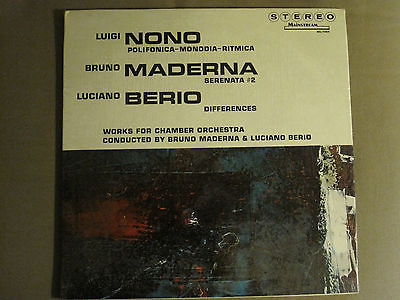 STEREO
MAINSTREAM
LUIGI NONO
POLIFONICA-MONODIA-RITMICA
BRUNO MADERNA
SERENATA #2
LUCIANO BERIO
DIFFERENCES
WORKS FOR CHAMBER ORCHESTRA
CONDUCTED BY BRUNO MADERNA & LUCIANO BERIO